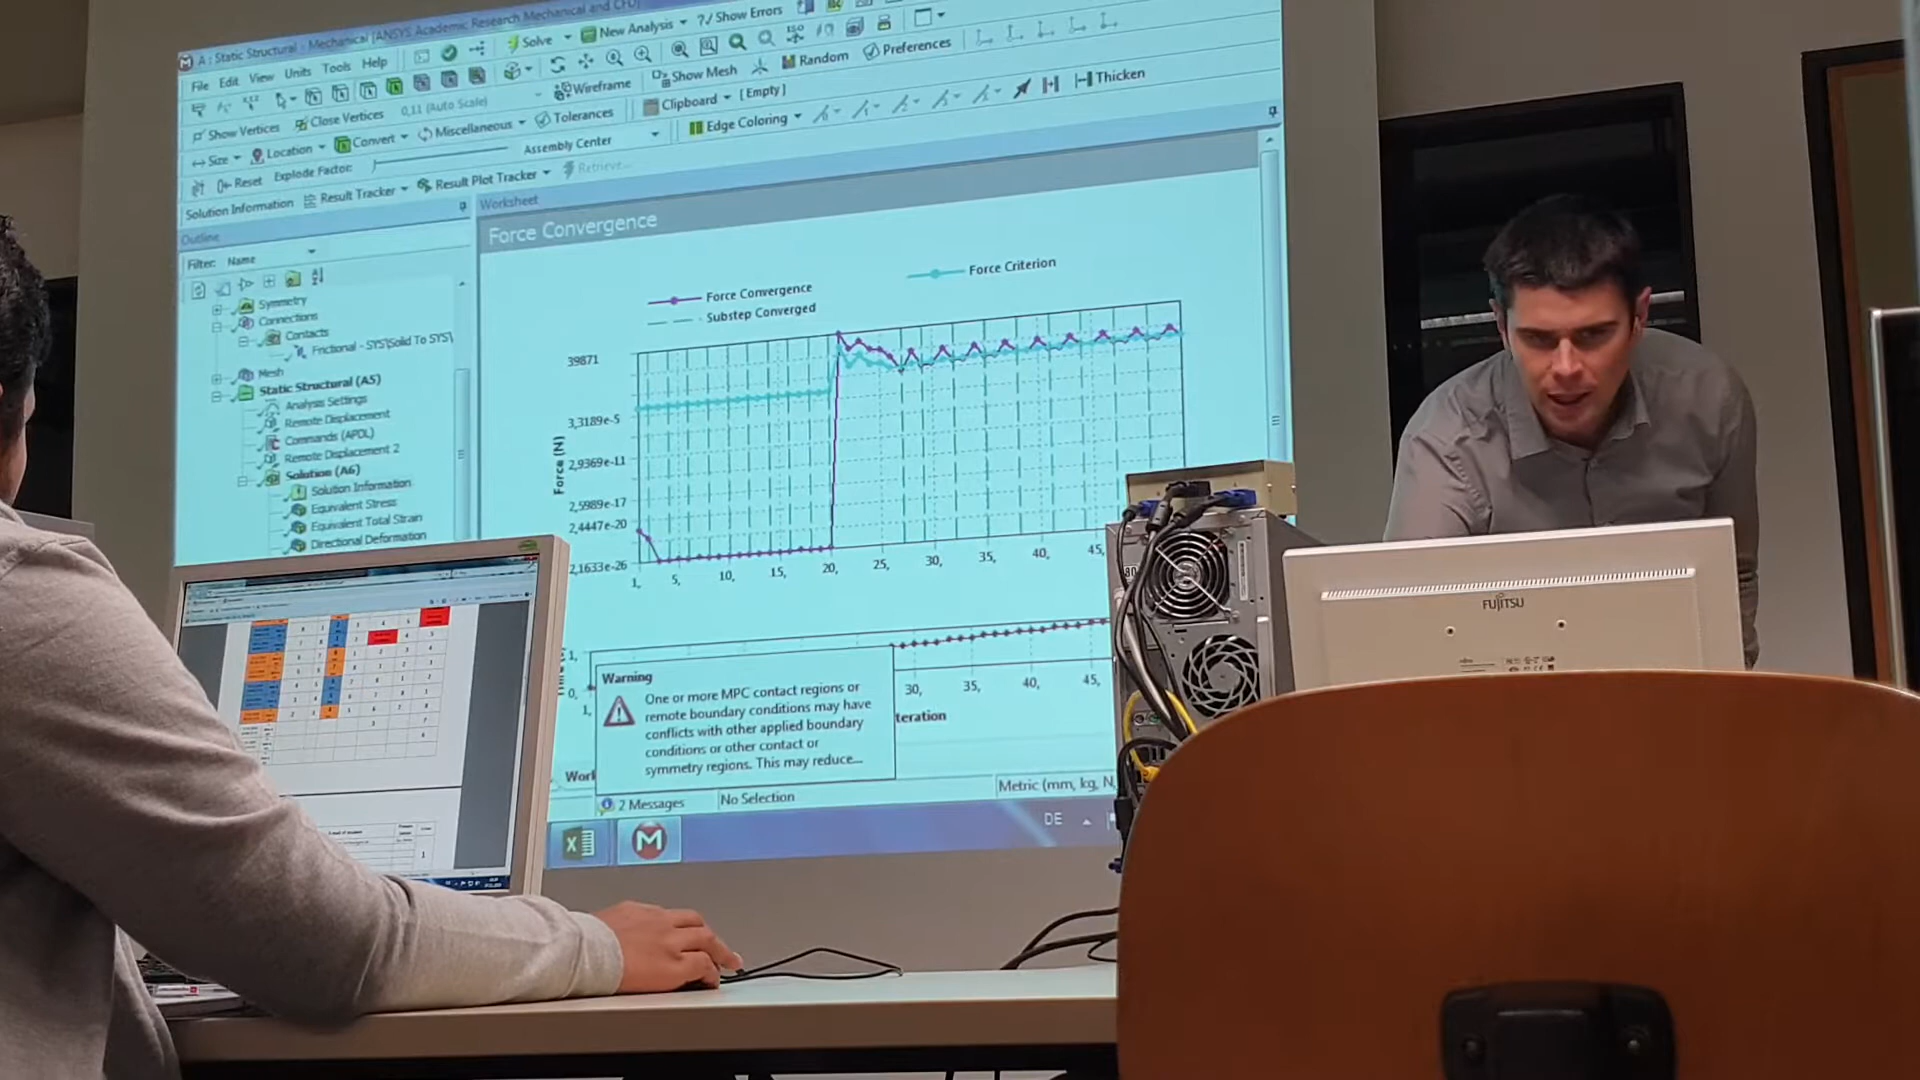 A : Static Structural - Mechanical [ANSYS Academic Research Mechanical and CFD]
File Edit View Units Tools Help
Solve
New Analysis
?/ Show Errors
Show Vertices
Close Vertices
0,11 (Auto Scale)
Wireframe
Show Mesh
Random
Preferences
Size
Location
Convert
Miscellaneous
Tolerances
Clipboard
[ Empty ]
Reset
Explode Factor:
Assembly Center
Edge Coloring
Thicken
Solution Information
Result Tracker
Result Plot Tracker
Retrieve...
Outline
Worksheet
Filter: Name
Force Convergence
Symmetry
Connections
Contacts
Frictional - SYS\Solid To SYS\
Mesh
Static Structural (A5)
Analysis Settings
Remote Displacement
Commands (APDL)
Remote Displacement 2
Solution (A6)
Solution Information
Equivalent Stress
Equivalent Total Strain
Directional Deformation
Force Convergence
Force Criterion
Substep Converged
Force (N)
39871
3,3189e-5
2,9369e-11
2,5989e-17
2,4447e-20
2,1633e-26
1, 5, 10, 15, 20, 25, 30, 35, 40, 45,
1,
0,
1,
30, 35, 40, 45,
teration
Warning
One or more MPC contact regions or
remote boundary conditions may have
conflicts with other applied boundary
conditions or other contact or
symmetry regions. This may reduce...
Work
2 Messages
No Selection
Metric (mm, kg, N,
DE
FUJITSU
80